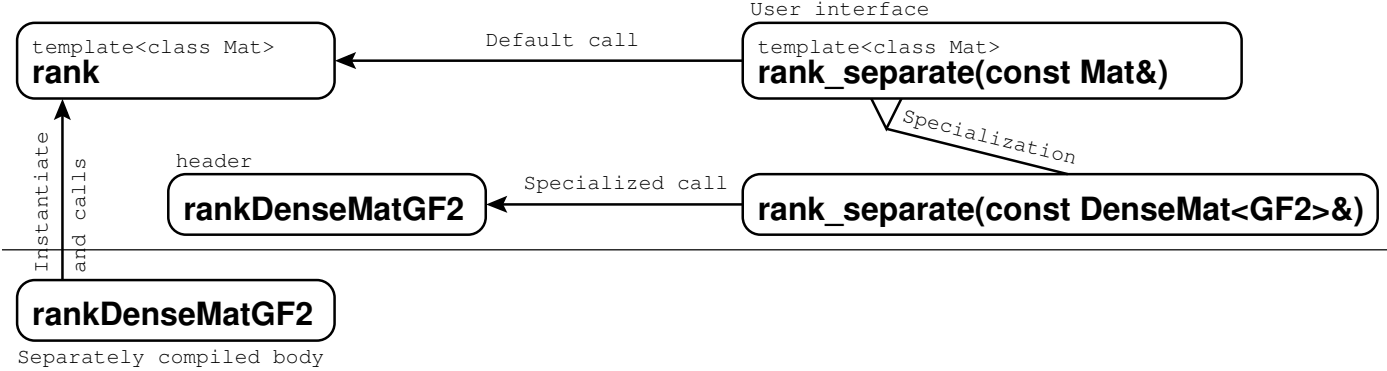 User interface
template<class Mat>
rank
Default call
template<class Mat>
rank_separate(const Mat&)
Specialization
Instantiate
and calls
header
rankDenseMatGF2
Specialized call
rank_separate(const DenseMat<GF2>&)
rankDenseMatGF2
Separately compiled body